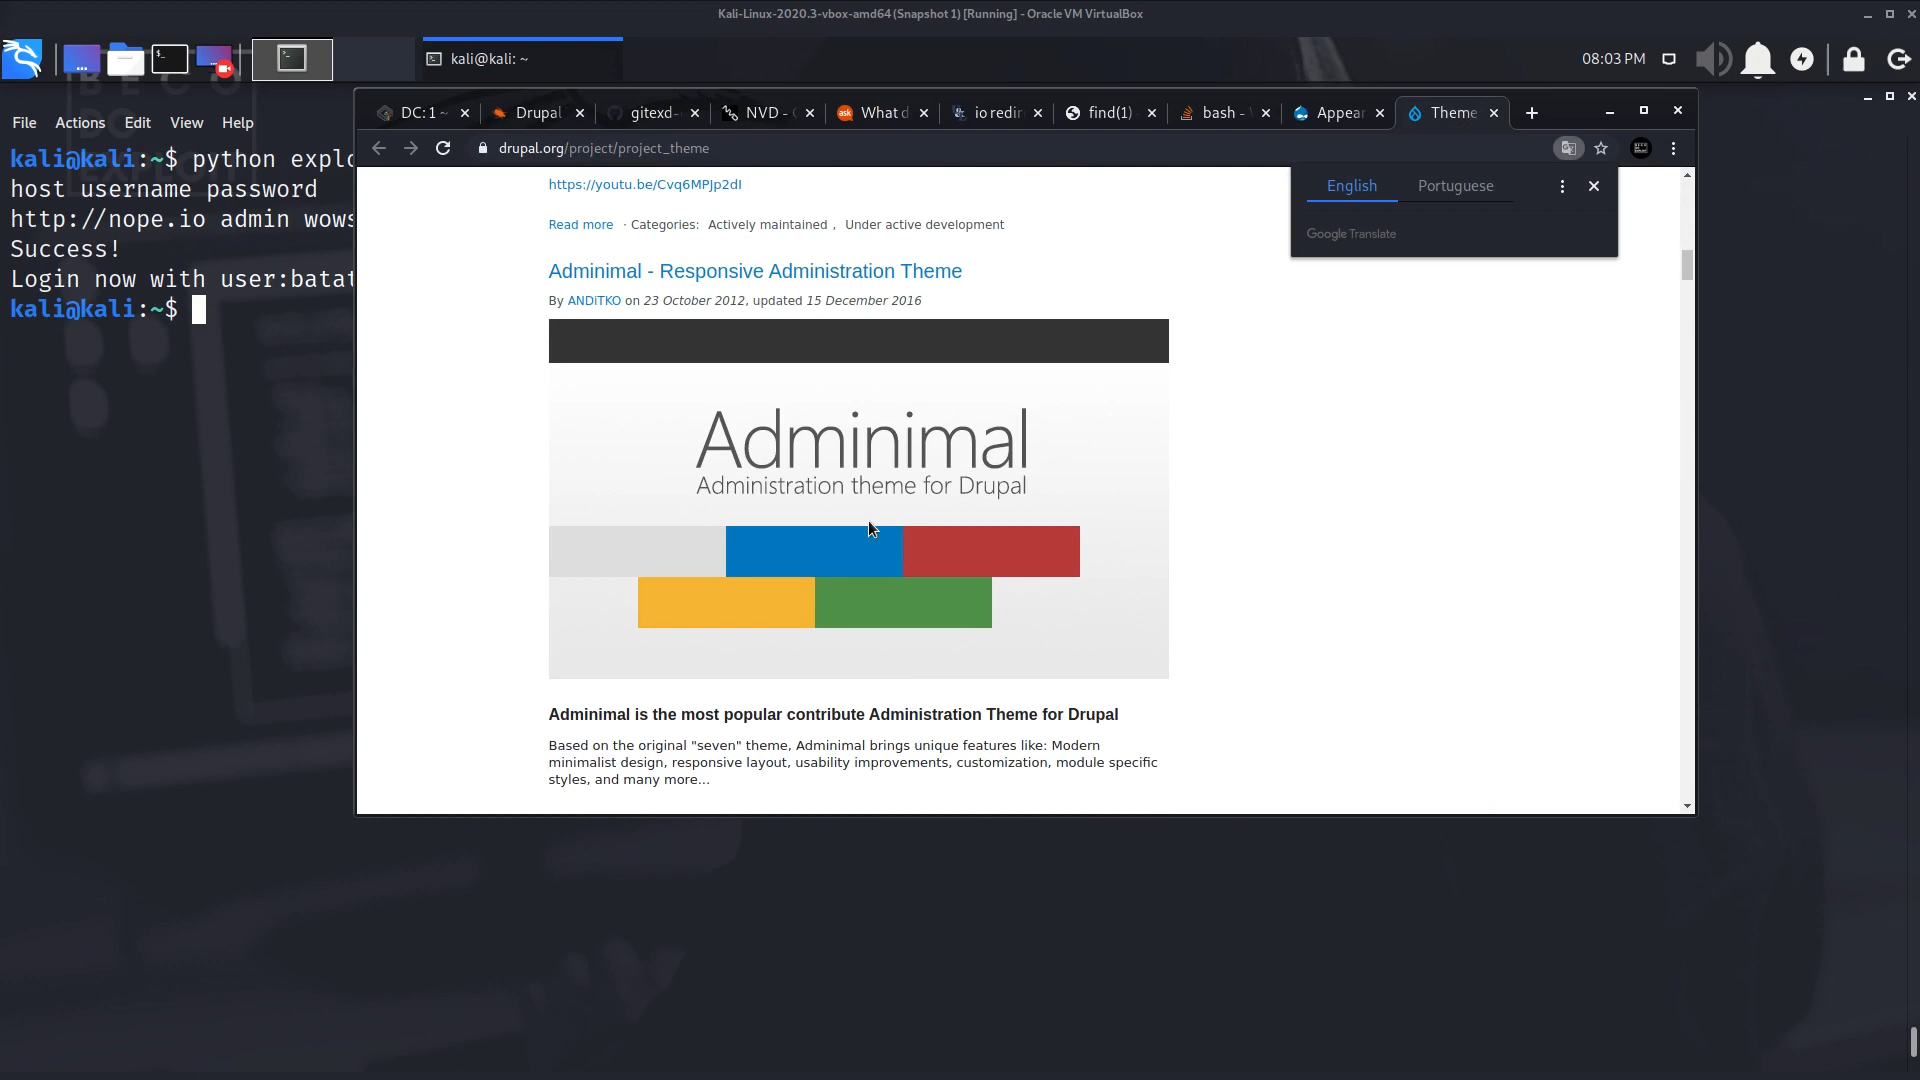 Kali-Linux-2020.3-vbox-amd64 (Snapshot 1) [Running] - Oracle VM VirtualBox
kali@kali: ~
08:03 PM
File Actions Edit View Help
kali@kali:~$ python explo
host username password
http://nope.io admin wows
Success!
Login now with user:batat
kali@kali:~$
DC: 1 ~
Drupal
gitexd-
NVD -
What d
io redir
find(1)
bash -
Appear
Theme
drupal.org/project/project_theme
English
Portuguese
Google Translate
https://youtu.be/Cvq6MPJp2dI
Read more · Categories: Actively maintained , Under active development
Adminimal - Responsive Administration Theme
By ANDiTKO on 23 October 2012, updated 15 December 2016
Adminimal
Administration theme for Drupal
Adminimal is the most popular contribute Administration Theme for Drupal
Based on the original "seven" theme, Adminimal brings unique features like: Modern
minimalist design, responsive layout, usability improvements, customization, module specific
styles, and many more...